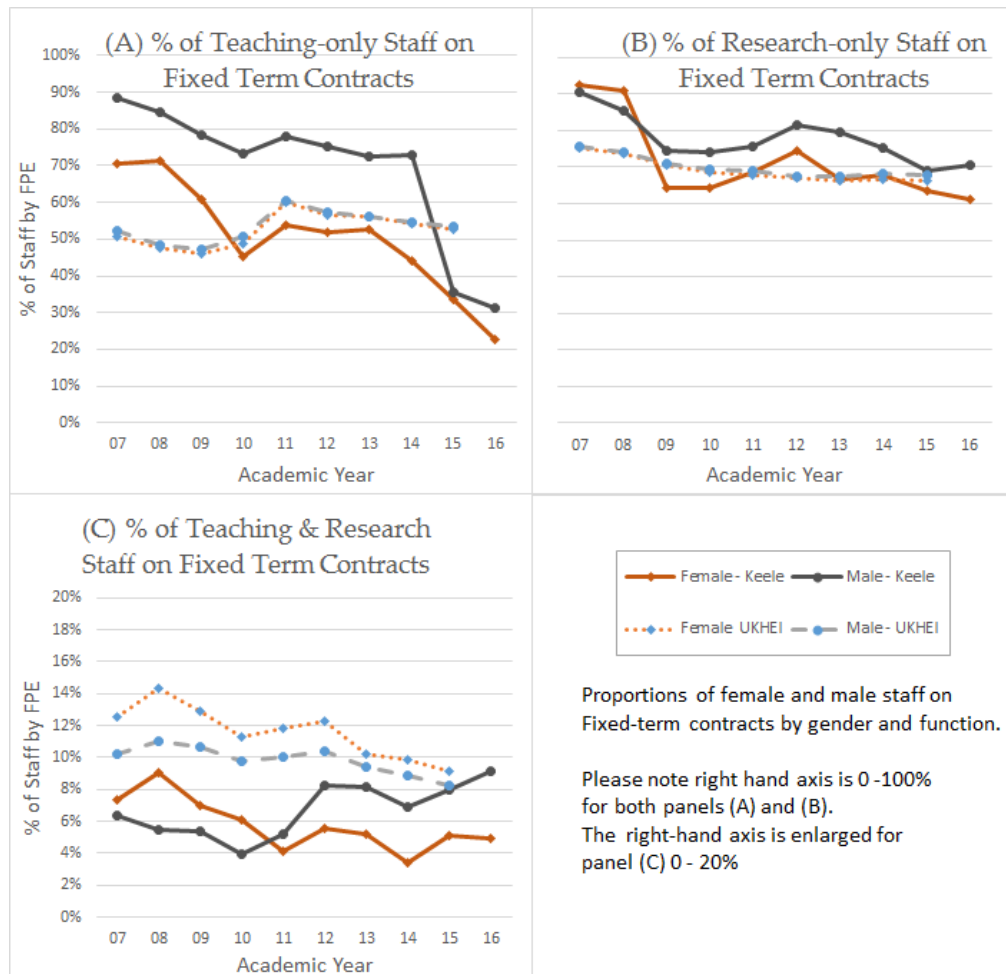 (A) % of Teaching-only Staff on
Fixed Term Contracts
% of Staff by FPE
100%
90%
80%
70%
60%
50%
40%
30%
20%
10%
0%
07 08 09 10 11 12 13 14 15 16
Academic Year
(B) % of Research-only Staff on
Fixed Term Contracts
07 08 09 10 11 12 13 14 15 16
Academic Year
(C) % of Teaching & Research
Staff on Fixed Term Contracts
% of Staff by FPE
20%
18%
16%
14%
12%
10%
8%
6%
4%
2%
0%
07 08 09 10 11 12 13 14 15 16
Academic Year
Female - Keele Male - Keele
Female UKHEI Male - UKHEI
Proportions of female and male staff on
Fixed-term contracts by gender and function.
Please note right hand axis is 0 -100%
for both panels (A) and (B).
The right-hand axis is enlarged for
panel (C) 0 - 20%